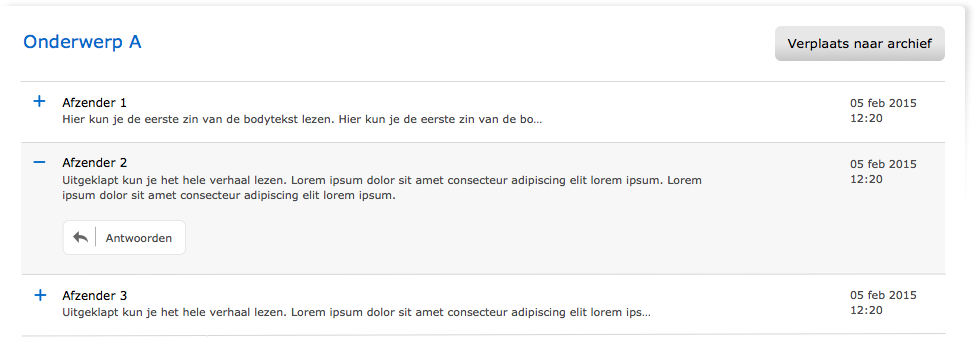 Onderwerp A
Verplaats naar archief
Afzender 1
05 feb 2015
Hier kun je de eerste zin van de bodytekst lezen. Hier kun je de eerste zin van de bo...
12:20
Afzender 2
05 feb 2015
Uitgeklapt kun je het hele verhaal lezen. Lorem ipsum dolor sit amet consecteur adipiscing elit lorem ipsum. Lorem
12:20
ipsum dolor sit amet consecteur adipiscing elit lorem ipsum.
Antwoorden
Afzender 3
05 feb 2015
Uitgeklapt kun je het hele verhaal lezen. Lorem ipsum dolor sit amet consecteur adipiscing elit lorem ips...
12:20